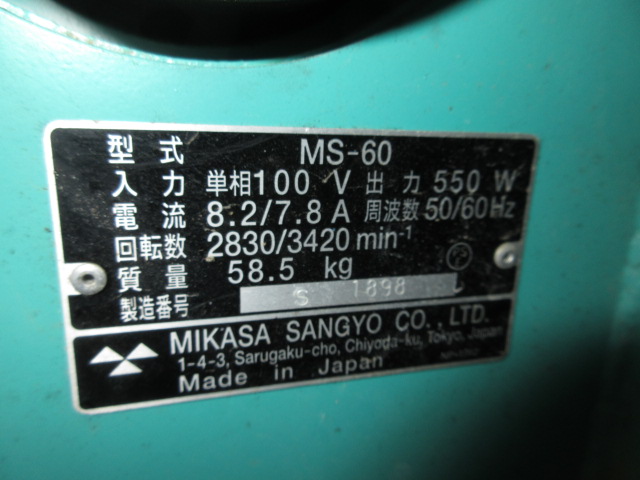 型式 MS-60
入力 単相100 V 出力 550 W
電流 8.2/7.8 A 周波数 50/60Hz
回転数 2830/3420 min⁻¹
質量 58.5 kg
製造番号 S 1898
MIKASA SANGYO CO., LTD.
1-4-3, Sarugaku-cho, Chiyoda-ku, Tokyo, Japan
Made in Japan